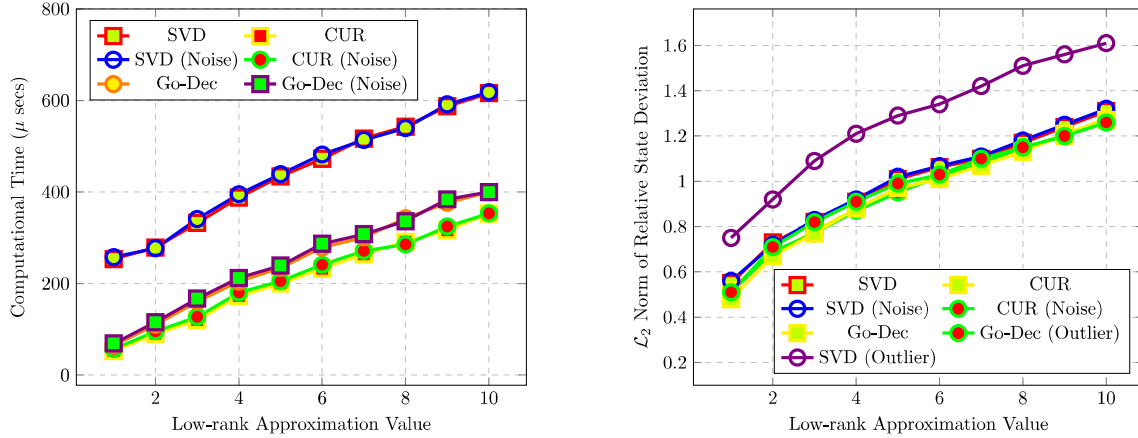 800
600
400
200
0
2 4 6 8 10
Computational Time (μ secs)
Low-rank Approximation Value
SVD CUR
SVD (Noise) CUR (Noise)
Go-Dec Go-Dec (Noise)
1.6
1.4
1.2
1
0.8
0.6
0.4
0.2
2 4 6 8 10
ℒ₂ Norm of Relative State Deviation
Low-rank Approximation Value
SVD CUR
SVD (Noise) CUR (Noise)
Go-Dec Go-Dec (Outlier)
SVD (Outlier)